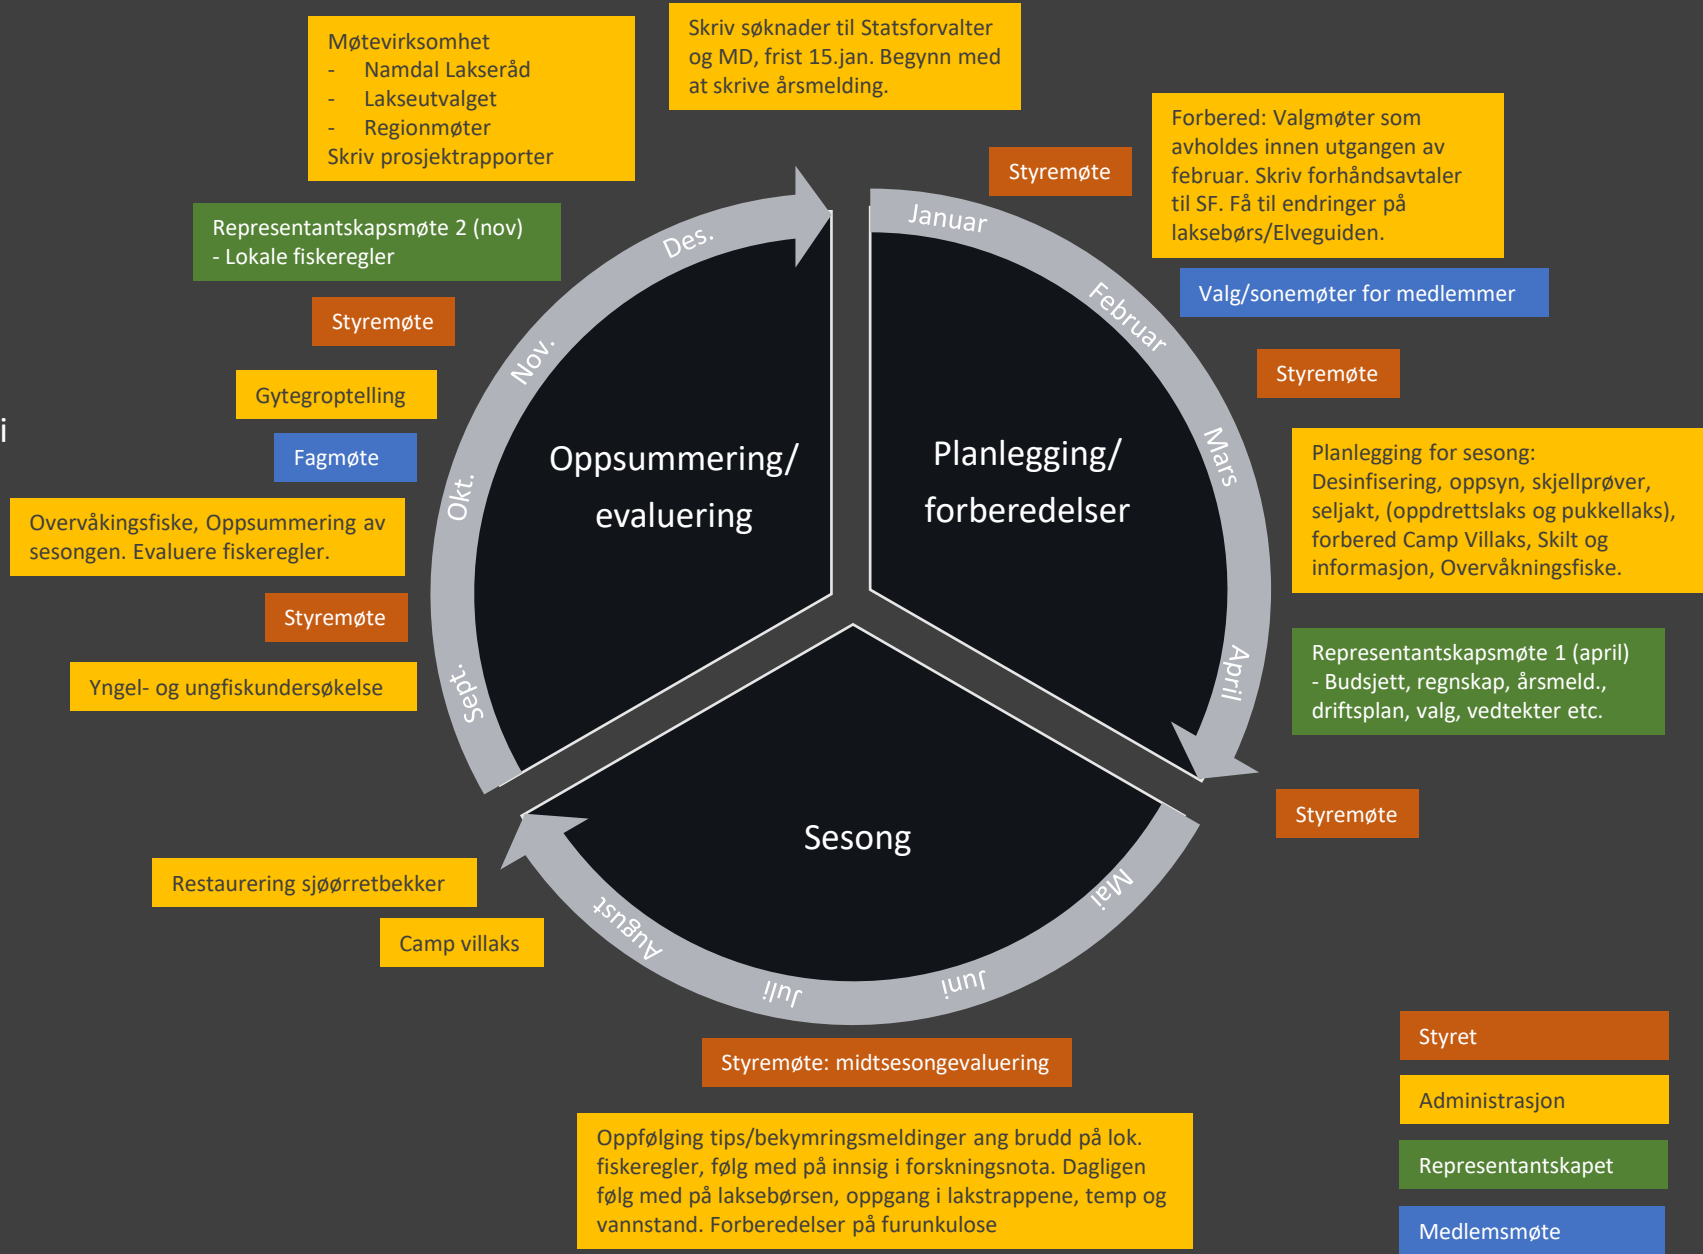 Møtevirksomhet
- Namdal Lakseråd
- Lakseutvalget
- Regionmøter
Skriv prosjektrapporter
Skriv søknader til Statsforvalter
og MD, frist 15.jan. Begynn med
at skrive årsmelding.
Styremøte
Forbered: Valgmøter som
avholdes innen utgangen av
februar. Skriv forhåndsavtaler
til SF. Få til endringer på
laksebørs/Elveguiden.
Valg/sonemøter for medlemmer
Styremøte
Planlegging for sesong:
Desinfisering, oppsyn, skjellprøver,
seljakt, (oppdrettslaks og pukkellaks),
forbered Camp Villaks, Skilt og
informasjon, Overvåkningsfiske.
Representantskapsmøte 1 (april)
- Budsjett, regnskap, årsmeld.,
driftsplan, valg, vedtekter etc.
Styremøte
Representantskapsmøte 2 (nov)
- Lokale fiskeregler
Styremøte
Gytegroptelling
i
Fagmøte
Overvåkingsfiske, Oppsummering av
sesongen. Evaluere fiskeregler.
Styremøte
Yngel- og ungfiskundersøkelse
Restaurering sjøørretbekker
Camp villaks
Januar
Februar
Mars
April
Mai
Juni
Juli
August
Sept.
Okt.
Nov.
Des.
Oppsummering/
evaluering
Planlegging/
forberedelser
Sesong
Styremøte: midtsesongevaluering
Oppfølging tips/bekymringsmeldinger ang brudd på lok.
fiskeregler, følg med på innsig i forskningsnota. Dagligen
følg med på laksebørsen, oppgang i lakstrappene, temp og
vannstand. Forberedelser på furunkulose
Styret
Administrasjon
Representantskapet
Medlemsmøte